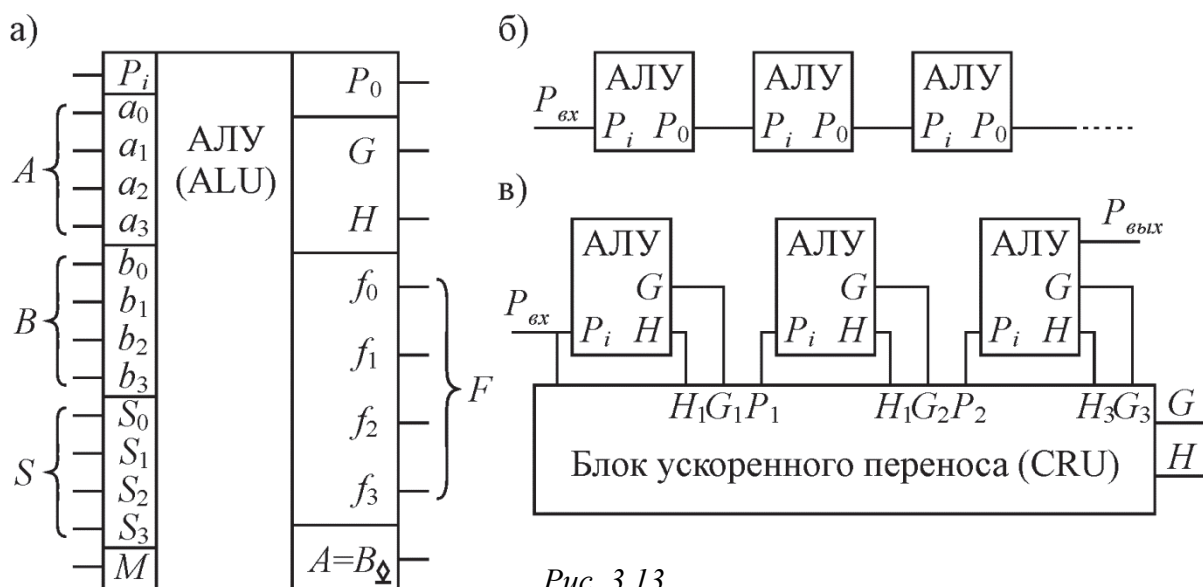 а)
P_i
a_0
a_1
a_2
a_3
A
b_0
b_1
b_2
b_3
B
S_0
S_1
S_2
S_3
S
M
АЛУ
(ALU)
P_0
G
H
f_0
f_1
f_2
f_3
F
A=B
б)
P_вх
АЛУ
P_i P_0
АЛУ
P_i P_0
АЛУ
P_i P_0
в)
P_вх
АЛУ
G
P_i H
АЛУ
G
P_i H
АЛУ
G
P_i H
P_вых
H_1 G_1 P_1
H_1 G_2 P_2
H_3 G_3
G
H
Блок ускоренного переноса (CRU)
Рис. 3.13